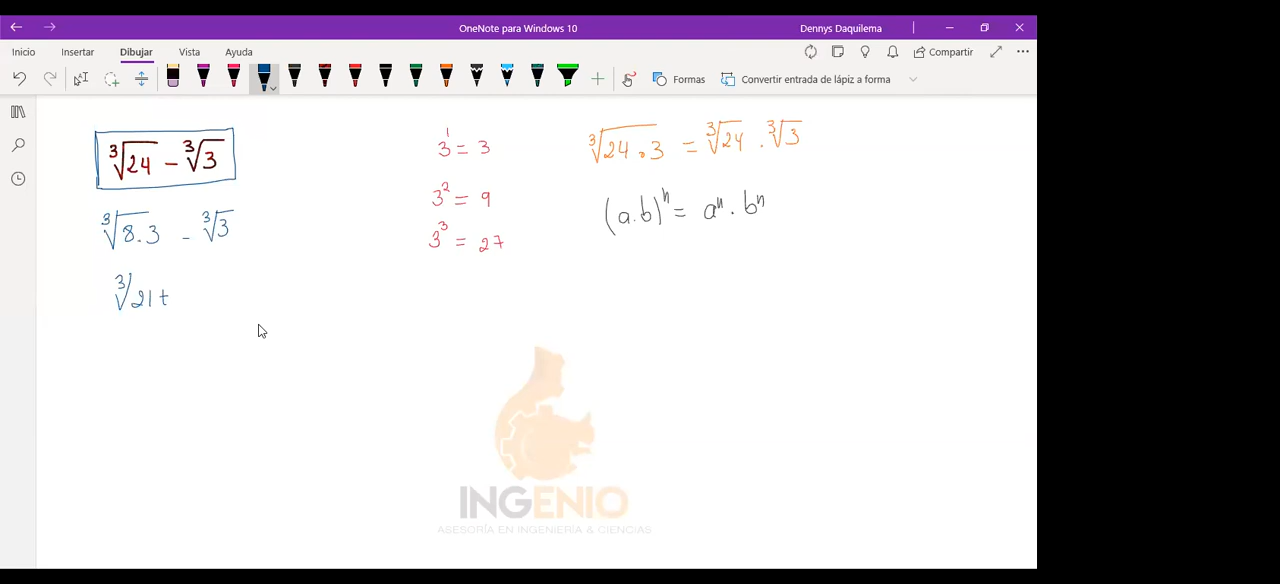 OneNote para Windows 10
Dennys Daquilema
Inicio Insertar Dibujar Vista Ayuda
Compartir
Formas
Convertir entrada de lápiz a forma
∛24 − ∛3
∛8.3 − ∛3
∛21+
3¹ = 3
3² = 9
3³ = 27
∛24.3 = ∛24 . ∛3
(a.b)ⁿ = aⁿ . bⁿ
INGENIO
ASESORÍA EN INGENIERÍA & CIENCIAS